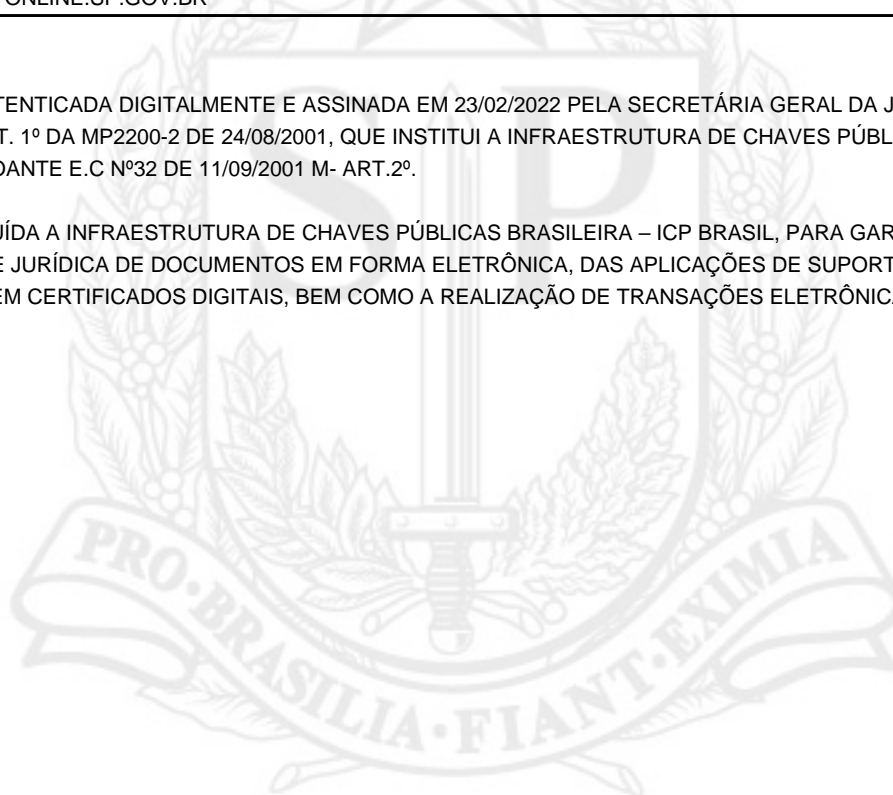 ONLINE.SP.GOV.BR
TENTICADA DIGITALMENTE E ASSINADA EM 23/02/2022 PELA SECRETÁRIA GERAL DA J
T. 1º DA MP2200-2 DE 24/08/2001, QUE INSTITUI A INFRAESTRUTURA DE CHAVES PÚBL
DANTE E.C Nº32 DE 11/09/2001 M- ART.2º.
UÍDA A INFRAESTRUTURA DE CHAVES PÚBLICAS BRASILEIRA – ICP BRASIL, PARA GAR
E JURÍDICA DE DOCUMENTOS EM FORMA ELETRÔNICA, DAS APLICAÇÕES DE SUPORT
EM CERTIFICADOS DIGITAIS, BEM COMO A REALIZAÇÃO DE TRANSAÇÕES ELETRÔNICA
SP
PRO·BRASILIA·FIANT·EXIMIA